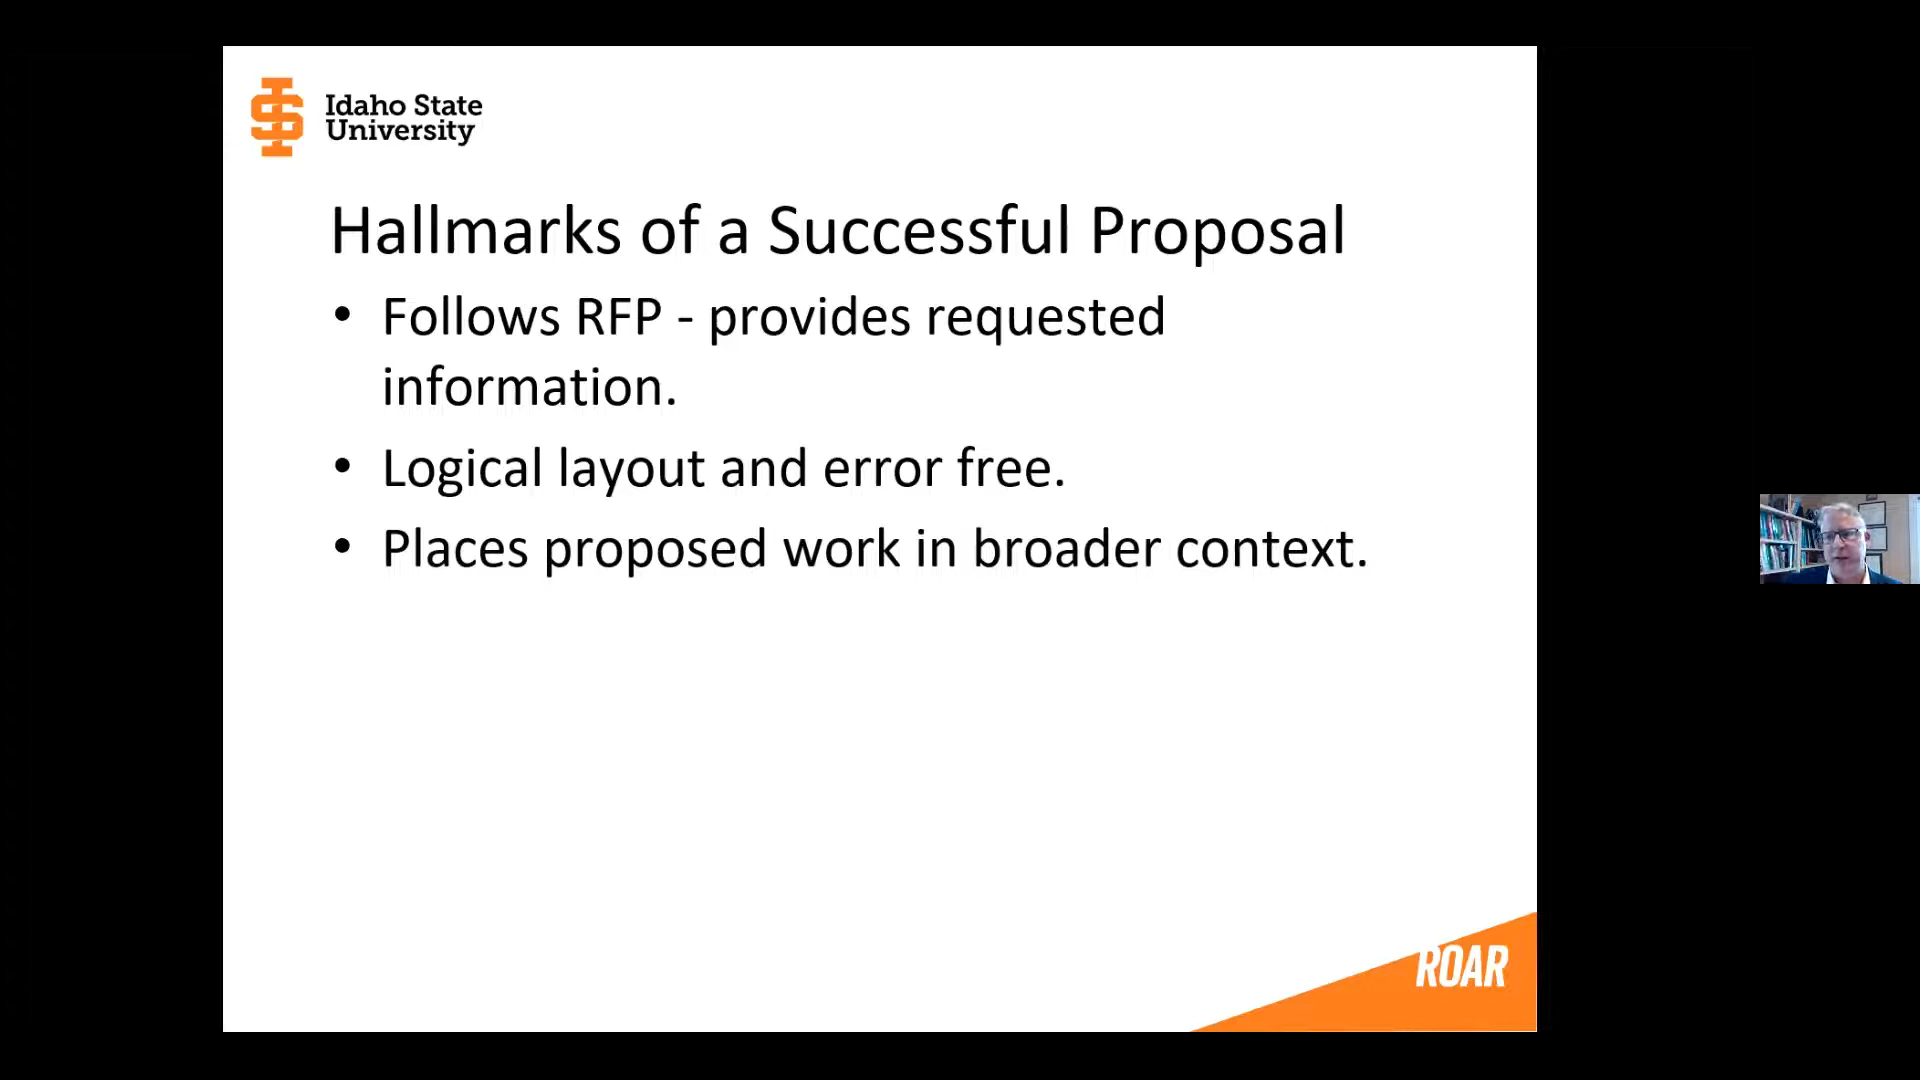 Idaho State
University
Hallmarks of a Successful Proposal
• Follows RFP - provides requested
information.
• Logical layout and error free.
• Places proposed work in broader context.
ROAR